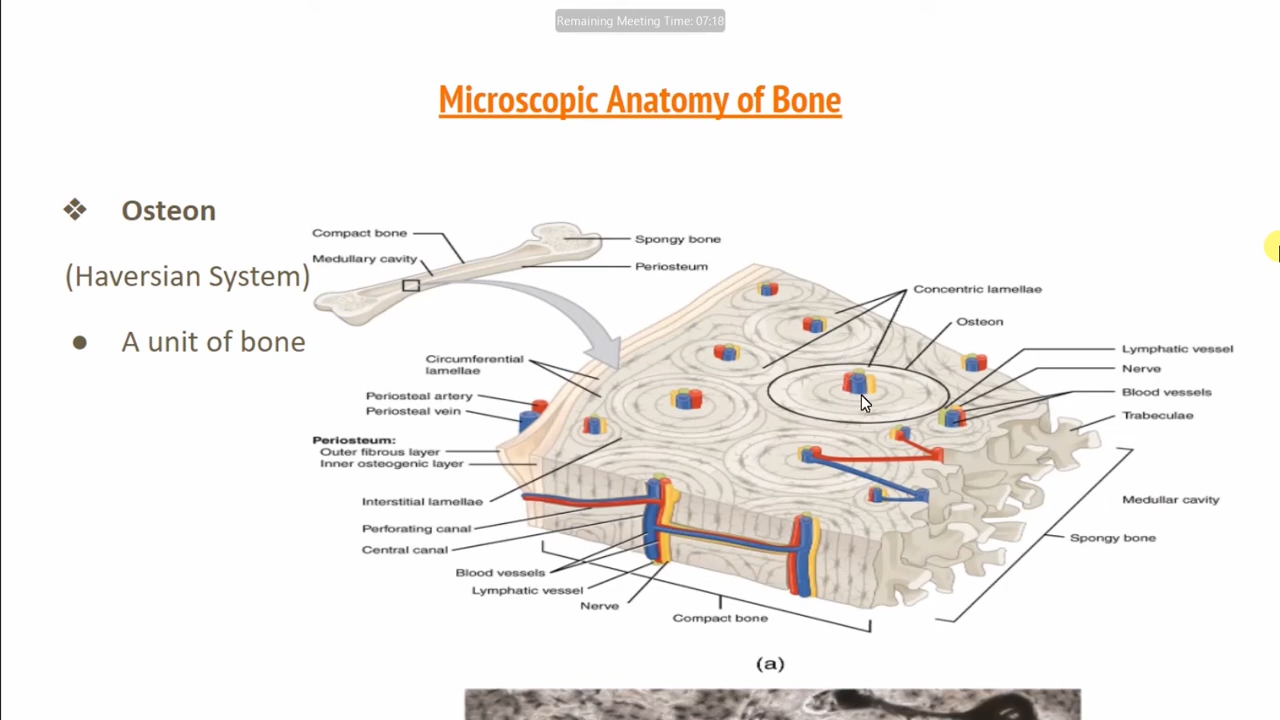 Remaining Meeting Time: 07:18
Microscopic Anatomy of Bone
❖ Osteon
(Haversian System)
● A unit of bone
Compact bone
Medullary cavity
Spongy bone
Periosteum
Concentric lamellae
Osteon
Lymphatic vessel
Nerve
Blood vessels
Trabeculae
Circumferential
lamellae
Periosteal artery
Periosteal vein
Periosteum:
Outer fibrous layer
Inner osteogenic layer
Interstitial lamellae
Perforating canal
Central canal
Blood vessels
Lymphatic vessel
Nerve
Compact bone
Medullar cavity
Spongy bone
(a)